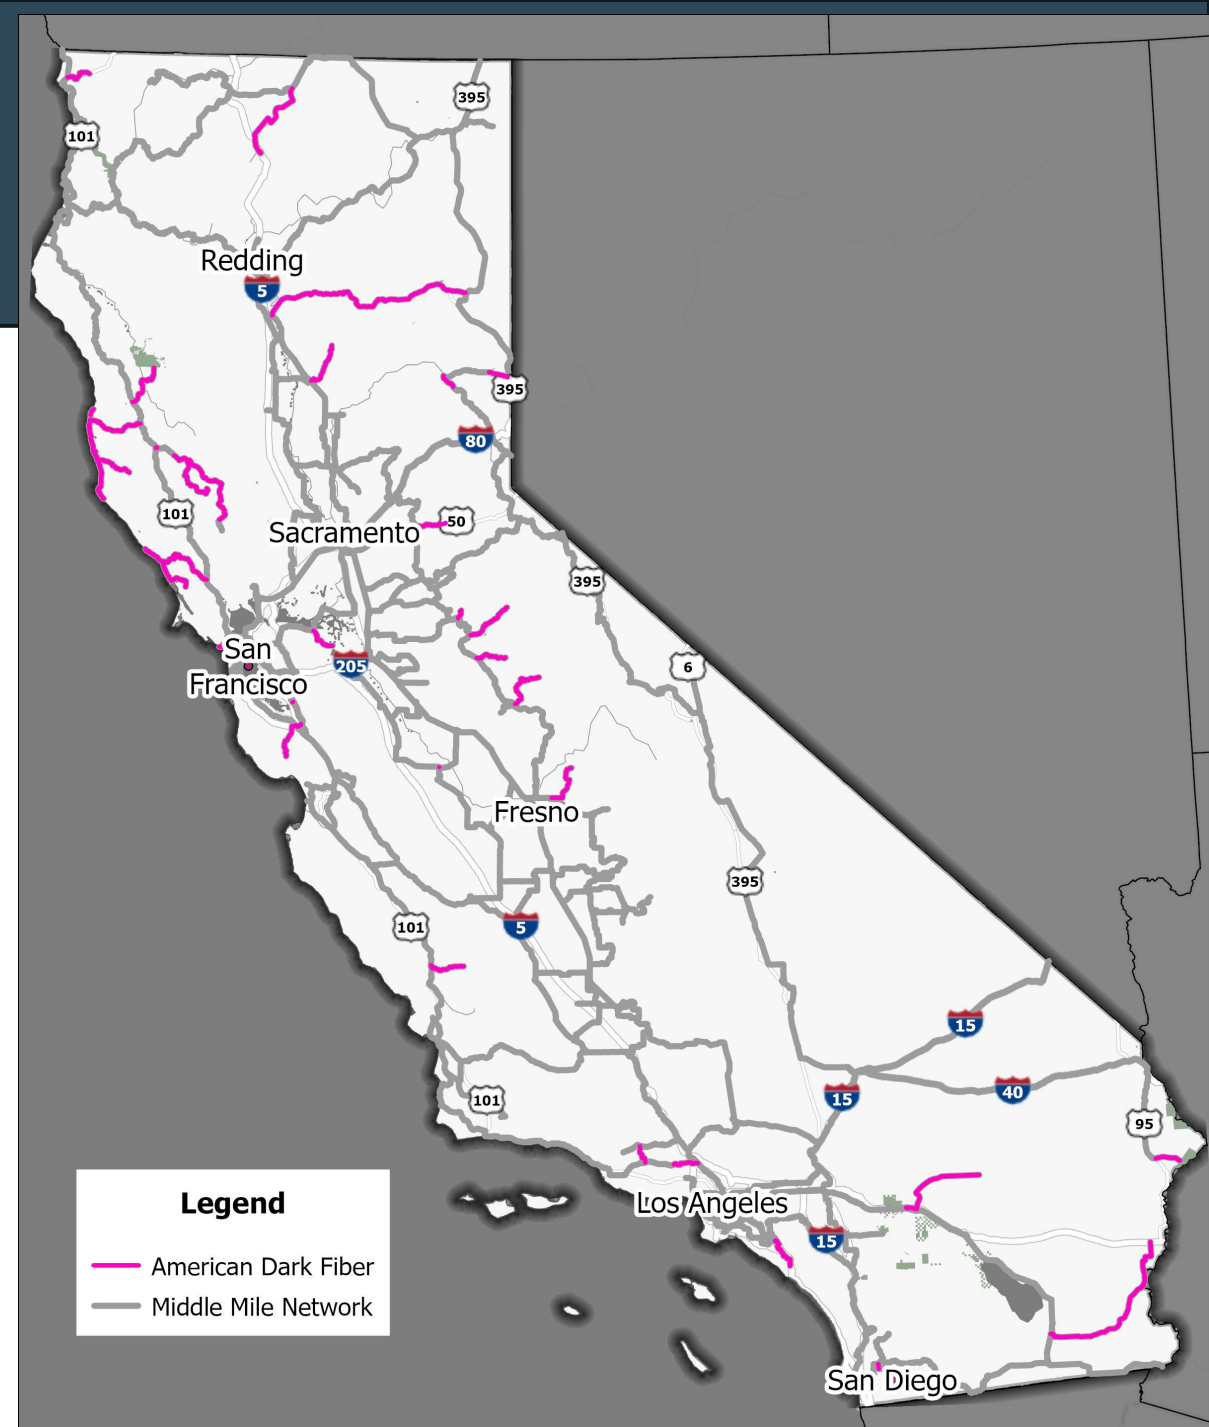 395
101
Redding
5
395
80
101
50
Sacramento
395
San
Francisco
205
6
Fresno
395
101
5
15
15
40
101
95
Legend
American Dark Fiber
Middle Mile Network
Los Angeles
15
San Diego